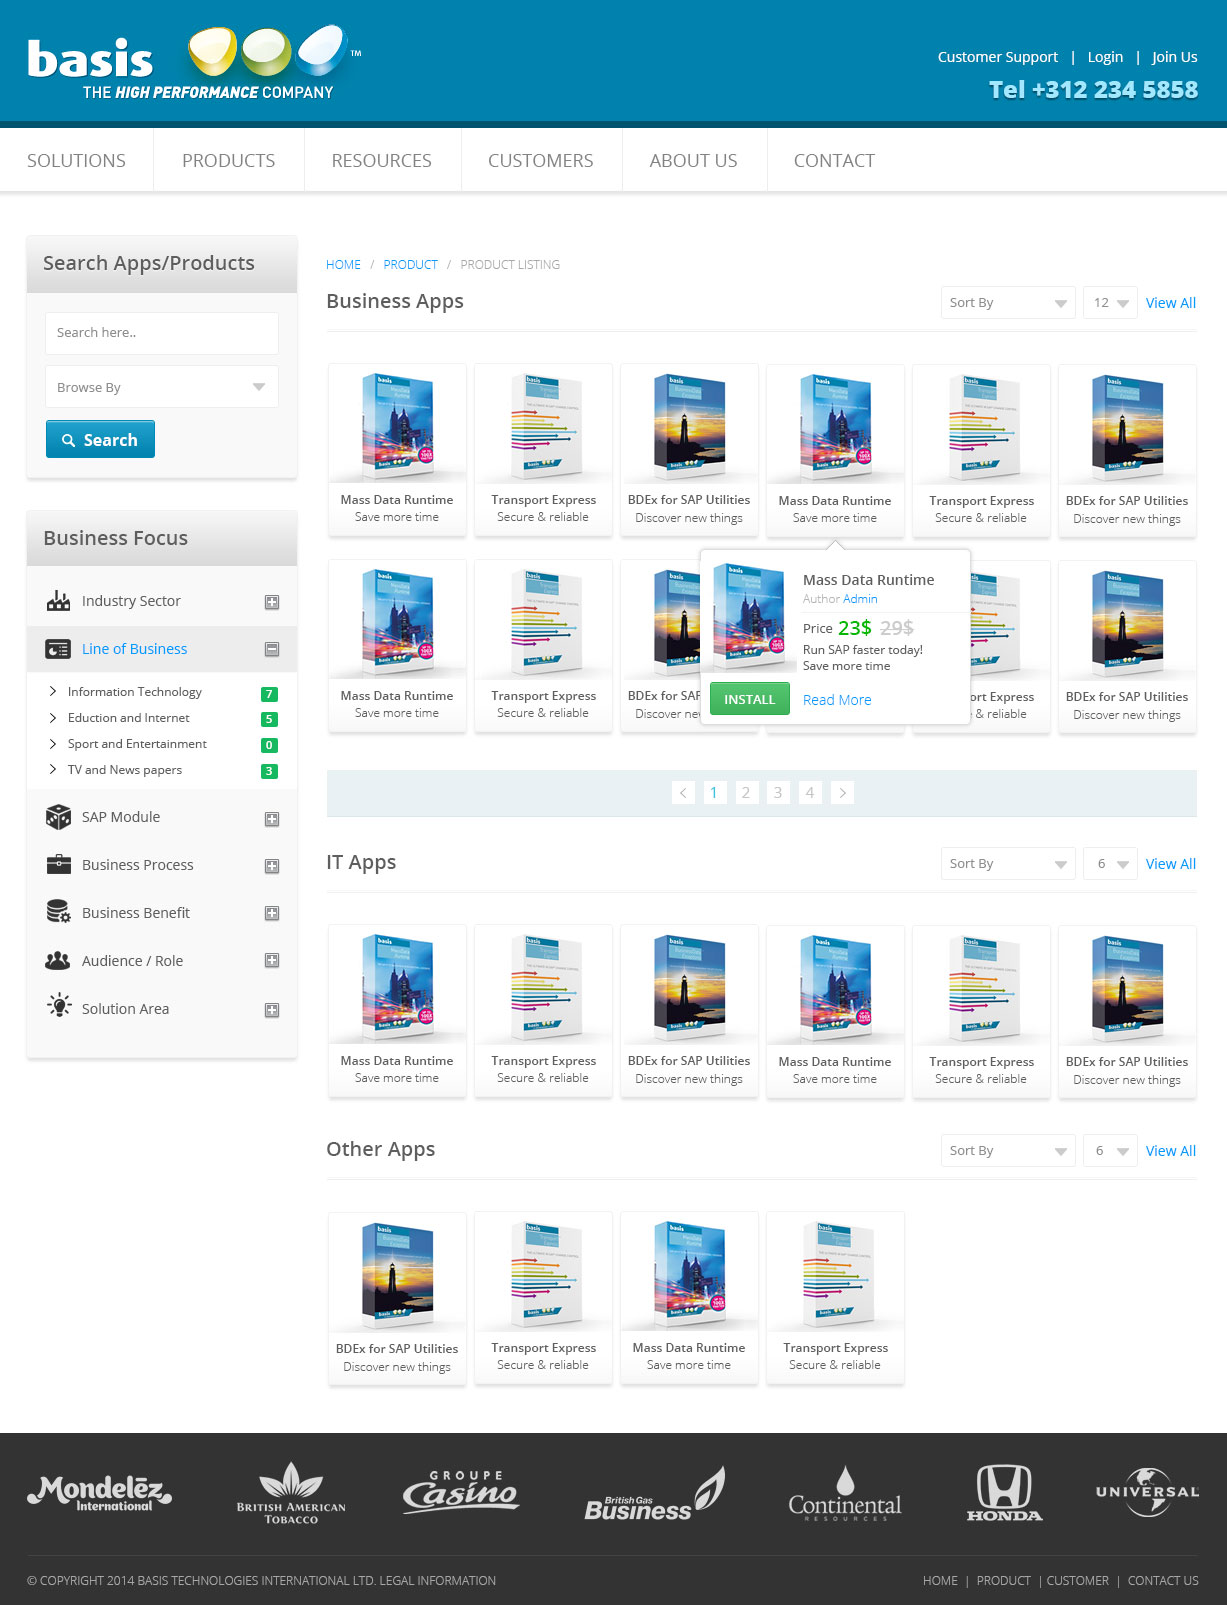 basis
™
THE HIGH PERFORMANCE COMPANY
Customer Support | Login | Join Us
Tel +312 234 5858
SOLUTIONS
PRODUCTS
RESOURCES
CUSTOMERS
ABOUT US
CONTACT
Search Apps/Products
Search here..
Browse By
Search
Business Focus
Industry Sector
Line of Business
Information Technology 7
Eduction and Internet 5
Sport and Entertainment 0
TV and News papers 3
SAP Module
Business Process
Business Benefit
Audience / Role
Solution Area
HOME / PRODUCT / PRODUCT LISTING
Business Apps
Sort By
12
View All
Mass Data Runtime
Save more time
Transport Express
Secure & reliable
BDEx for SAP Utilities
Discover new things
Mass Data Runtime
Save more time
Transport Express
Secure & reliable
BDEx for SAP Utilities
Discover new things
Mass Data Runtime
Save more time
Transport Express
Secure & reliable
BDEx for SAP
Discover ne
Mass Data Runtime
Author Admin
Price 23$ 29$
Run SAP faster today!
Save more time
INSTALL
Read More
ort Express
& reliable
BDEx for SAP Utilities
Discover new things
< 1 2 3 4 >
IT Apps
Sort By
6
View All
Mass Data Runtime
Save more time
Transport Express
Secure & reliable
BDEx for SAP Utilities
Discover new things
Mass Data Runtime
Save more time
Transport Express
Secure & reliable
BDEx for SAP Utilities
Discover new things
Other Apps
Sort By
6
View All
BDEx for SAP Utilities
Discover new things
Transport Express
Secure & reliable
Mass Data Runtime
Save more time
Transport Express
Secure & reliable
Mondelēz
International
BRITISH AMERICAN
TOBACCO
GROUPE
Casino
British Gas
Business
Continental
RESOURCES
HONDA
UNIVERSAL
© COPYRIGHT 2014 BASIS TECHNOLOGIES INTERNATIONAL LTD. LEGAL INFORMATION
HOME | PRODUCT | CUSTOMER | CONTACT US